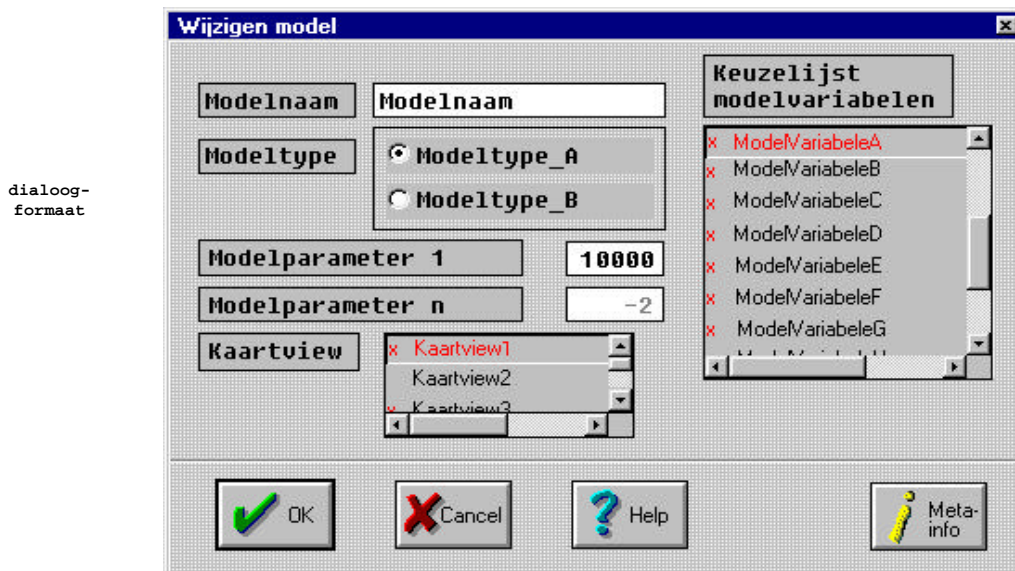 Wijzigen model
dialoog-
formaat
Modelnaam
Modelnaam
Modeltype
Modeltype_A
Modeltype_B
Modelparameter 1
10000
Modelparameter n
-2
Kaartview
x Kaartview1
Kaartview2
x Kaartview3
Keuzelijst
modelvariabelen
x ModelVariabeleA
x ModelVariabeleB
x ModelVariabeleC
x ModelVariabeleD
x ModelVariabeleE
x ModelVariabeleF
x ModelVariabeleG
OK
Cancel
Help
Meta-
info